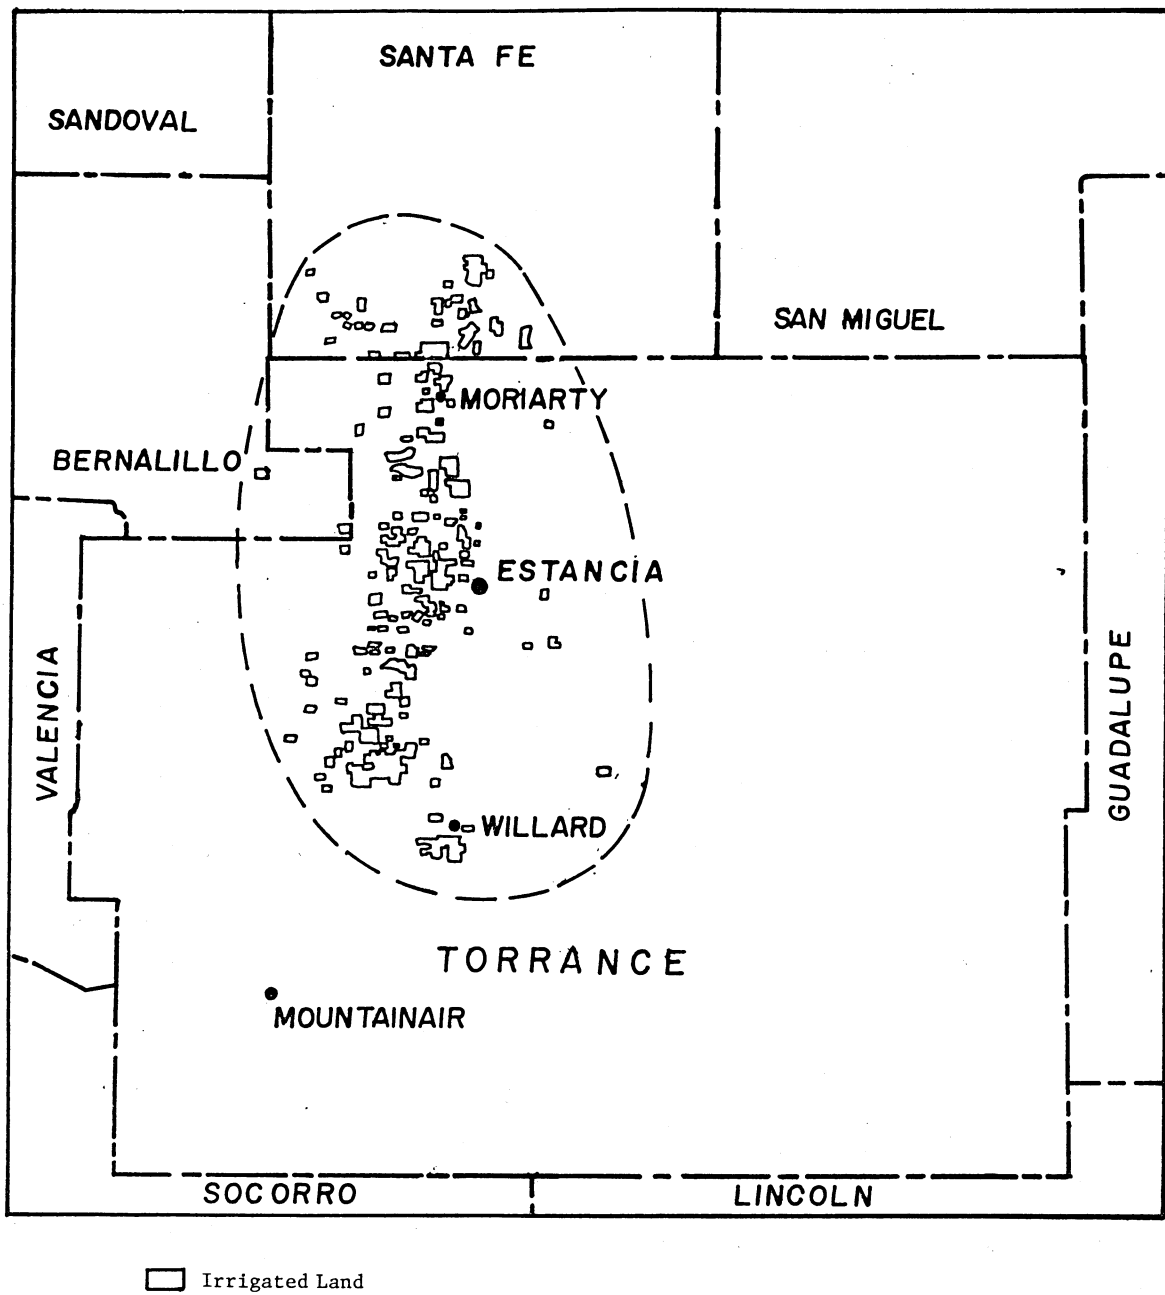 SANTA FE
SANDOVAL
SAN MIGUEL
MORIARTY
BERNALILLO
ESTANCIA
VALENCIA
GUADALUPE
WILLARD
TORRANCE
MOUNTAINAIR
SOCORRO
LINCOLN
Irrigated Land